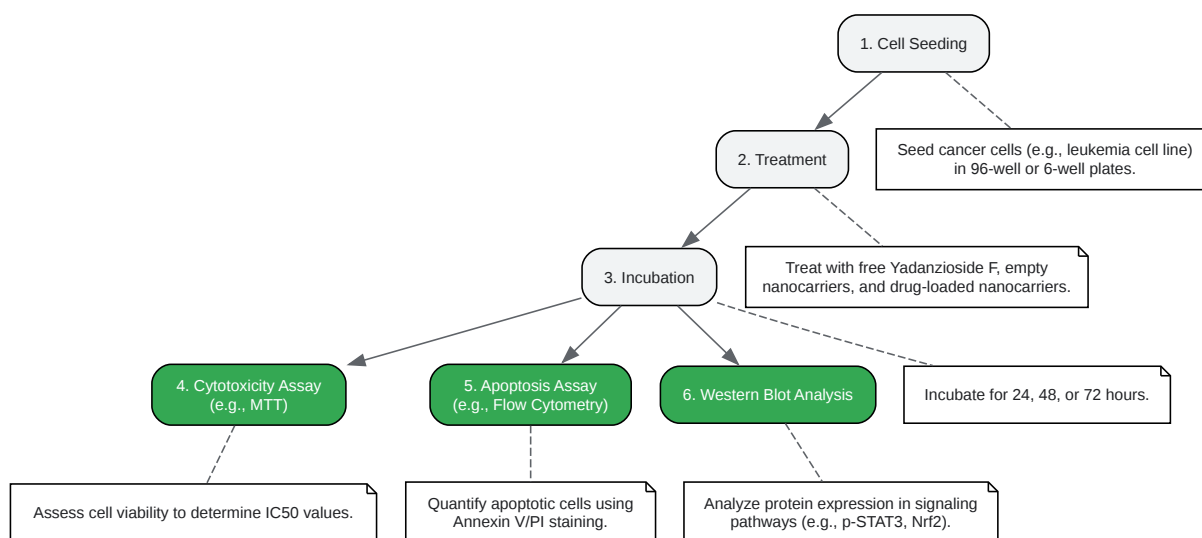 1. Cell Seeding
Seed cancer cells (e.g., leukemia cell line)
in 96-well or 6-well plates.
2. Treatment
Treat with free Yadanzioside F, empty
nanocarriers, and drug-loaded nanocarriers.
3. Incubation
4. Cytotoxicity Assay
(e.g., MTT)
5. Apoptosis Assay
(e.g., Flow Cytometry)
6. Western Blot Analysis
Incubate for 24, 48, or 72 hours.
Assess cell viability to determine IC50 values.
Quantify apoptotic cells using
Annexin V/PI staining.
Analyze protein expression in signaling
pathways (e.g., p-STAT3, Nrf2).